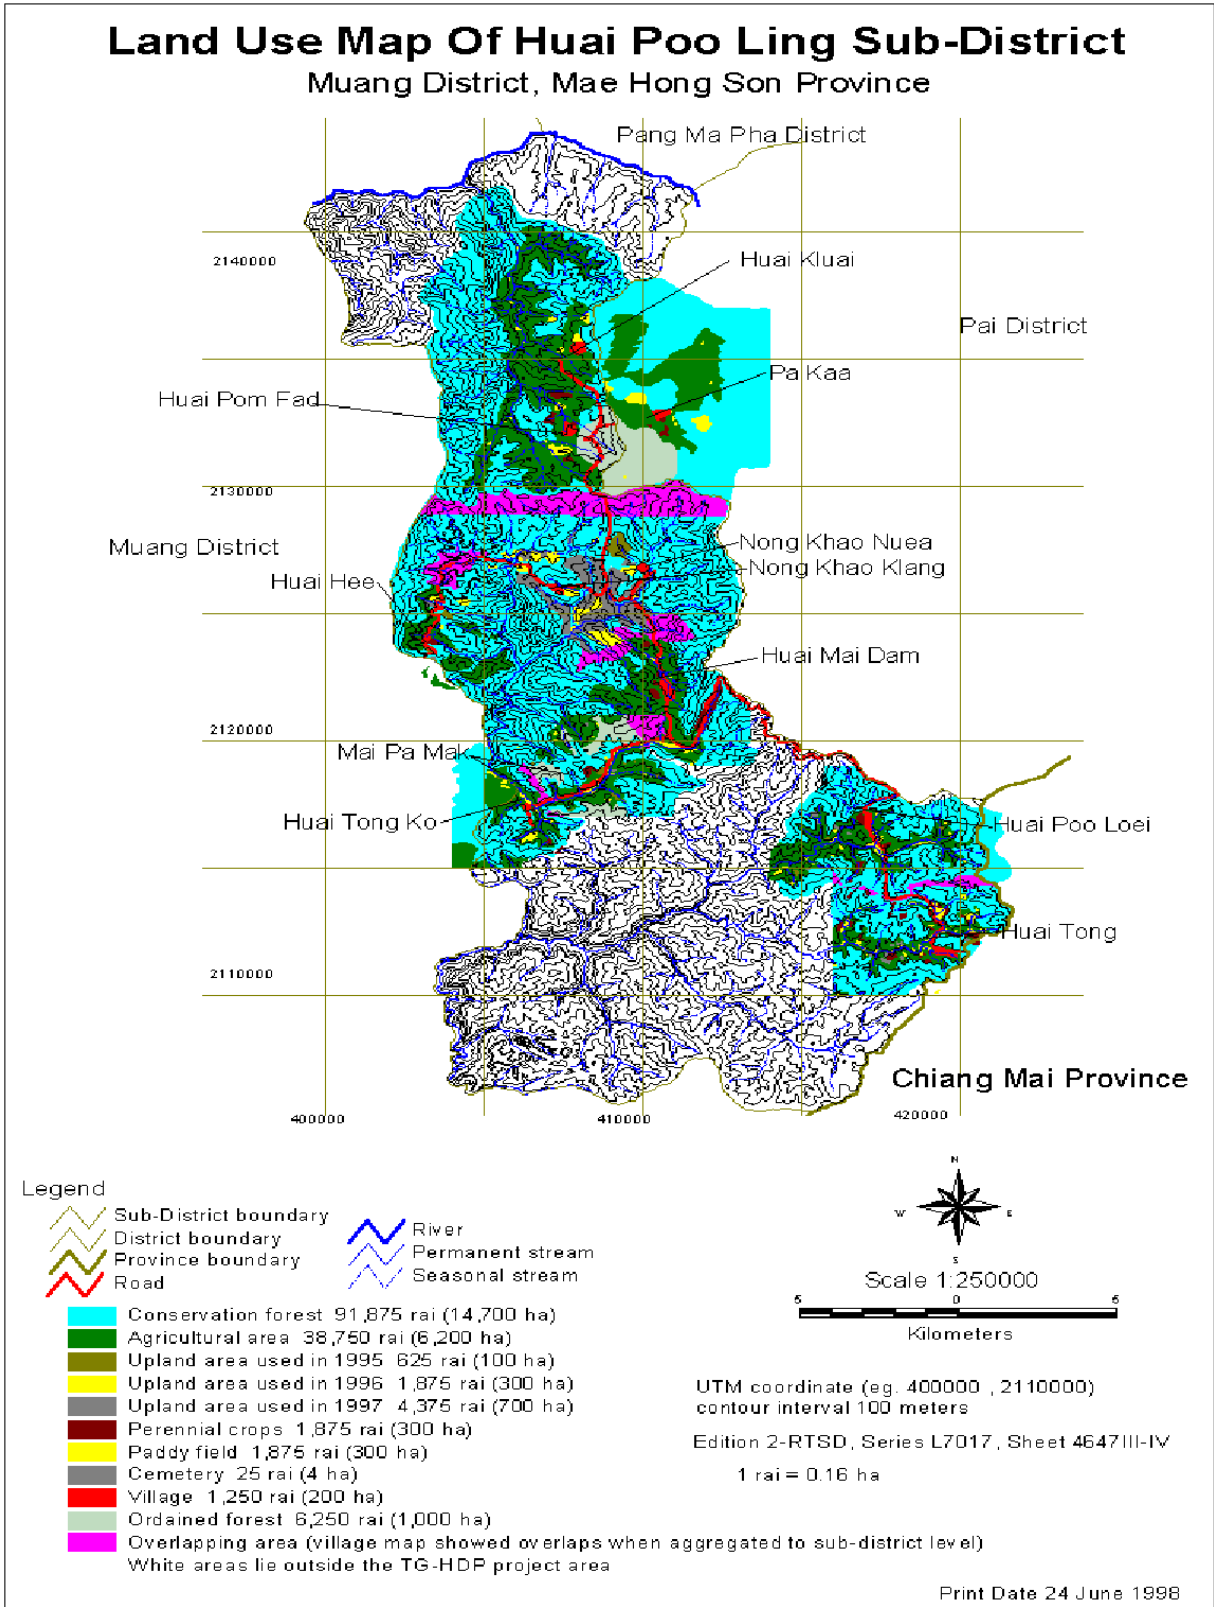 Land Use Map Of Huai Poo Ling Sub-District
Muang District, Mae Hong Son Province
Pang Ma Pha District
2140000
Huai Kluai
Pai District
Pa Kaa
Huai Pom Fad
2130000
Muang District
Nong Khao Nuea
Nong Khao Klang
Huai Hee
Huai Mai Dam
2120000
Mai Pa Mak
Huai Tong Ko
Huai Poo Loei
Huai Tong
2110000
Chiang Mai Province
400000
410000
420000
Legend
Sub-District boundary
District boundary
Province boundary
Road
River
Permanent stream
Seasonal stream
Conservation forest 91,875 rai (14,700 ha)
Agricultural area 38,750 rai (6,200 ha)
Upland area used in 1995 625 rai (100 ha)
Upland area used in 1996 1,875 rai (300 ha)
Upland area used in 1997 4,375 rai (700 ha)
Perennial crops 1,875 rai (300 ha)
Paddy field 1,875 rai (300 ha)
Cemetery 25 rai (4 ha)
Village 1,250 rai (200 ha)
Ordained forest 6,250 rai (1,000 ha)
Overlapping area (village map showed overlaps when aggregated to sub-district level)
White areas lie outside the TG-HDP project area
N
W E
S
Scale 1:250000
5 0 5
Kilometers
UTM coordinate (eg. 400000 , 2110000)
contour interval 100 meters
Edition 2-RTSD, Series L7017, Sheet 4647III-IV
1 rai = 0.16 ha
Print Date 24 June 1998